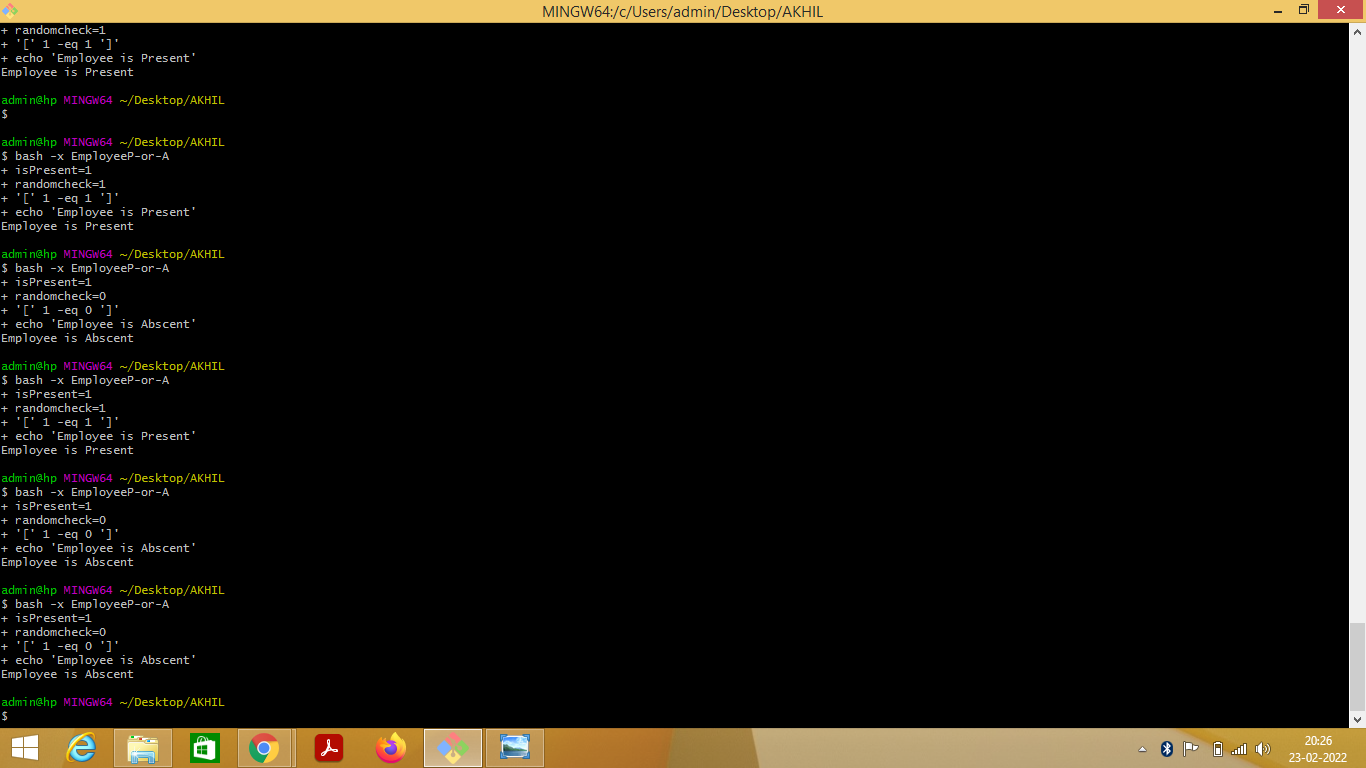 MINGW64:/c/Users/admin/Desktop/AKHIL
+ randomcheck=1
+ '[' 1 -eq 1 ']'
+ echo 'Employee is Present'
Employee is Present
admin@hp MINGW64 ~/Desktop/AKHIL
$
admin@hp MINGW64 ~/Desktop/AKHIL
$ bash -x EmployeeP-or-A
+ isPresent=1
+ randomcheck=1
+ '[' 1 -eq 1 ']'
+ echo 'Employee is Present'
Employee is Present
admin@hp MINGW64 ~/Desktop/AKHIL
$ bash -x EmployeeP-or-A
+ isPresent=1
+ randomcheck=0
+ '[' 1 -eq 0 ']'
+ echo 'Employee is Abscent'
Employee is Abscent
admin@hp MINGW64 ~/Desktop/AKHIL
$ bash -x EmployeeP-or-A
+ isPresent=1
+ randomcheck=1
+ '[' 1 -eq 1 ']'
+ echo 'Employee is Present'
Employee is Present
admin@hp MINGW64 ~/Desktop/AKHIL
$ bash -x EmployeeP-or-A
+ isPresent=1
+ randomcheck=0
+ '[' 1 -eq 0 ']'
+ echo 'Employee is Abscent'
Employee is Abscent
admin@hp MINGW64 ~/Desktop/AKHIL
$ bash -x EmployeeP-or-A
+ isPresent=1
+ randomcheck=0
+ '[' 1 -eq 0 ']'
+ echo 'Employee is Abscent'
Employee is Abscent
admin@hp MINGW64 ~/Desktop/AKHIL
$
20:26
23-02-2022